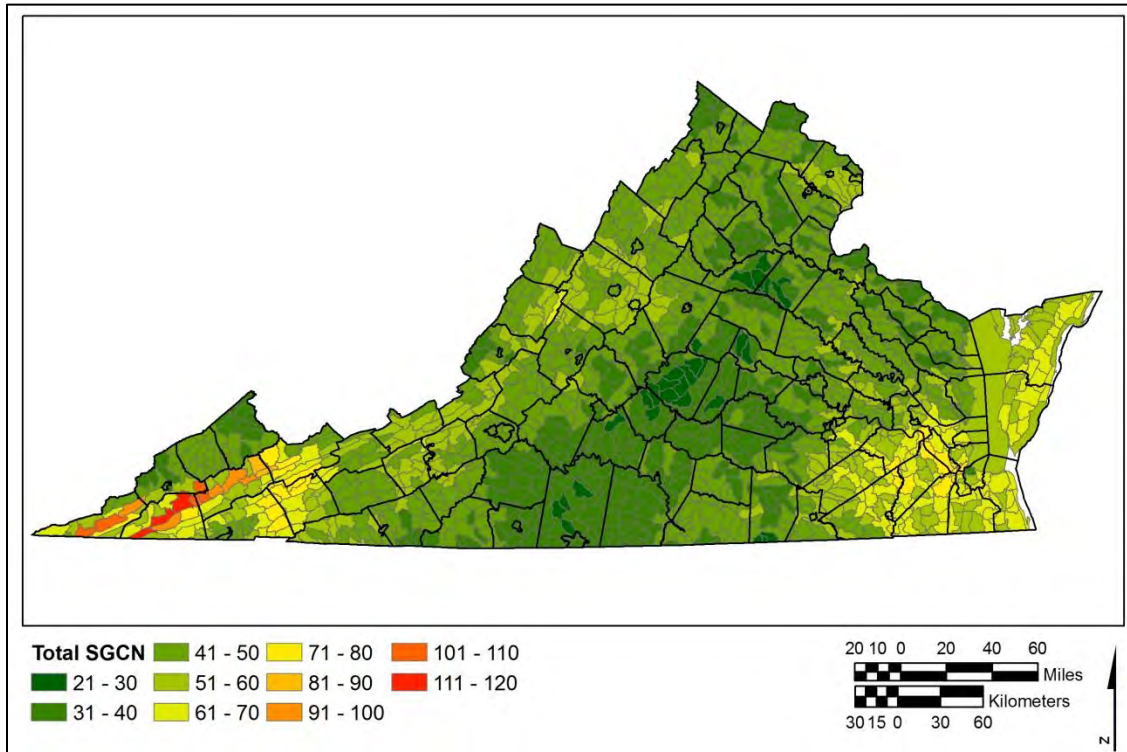 Total SGCN
21 - 30
31 - 40
41 - 50
51 - 60
61 - 70
71 - 80
81 - 90
91 - 100
101 - 110
111 - 120
20 10 0 20 40 60
Miles
Kilometers
30 15 0 30 60
N